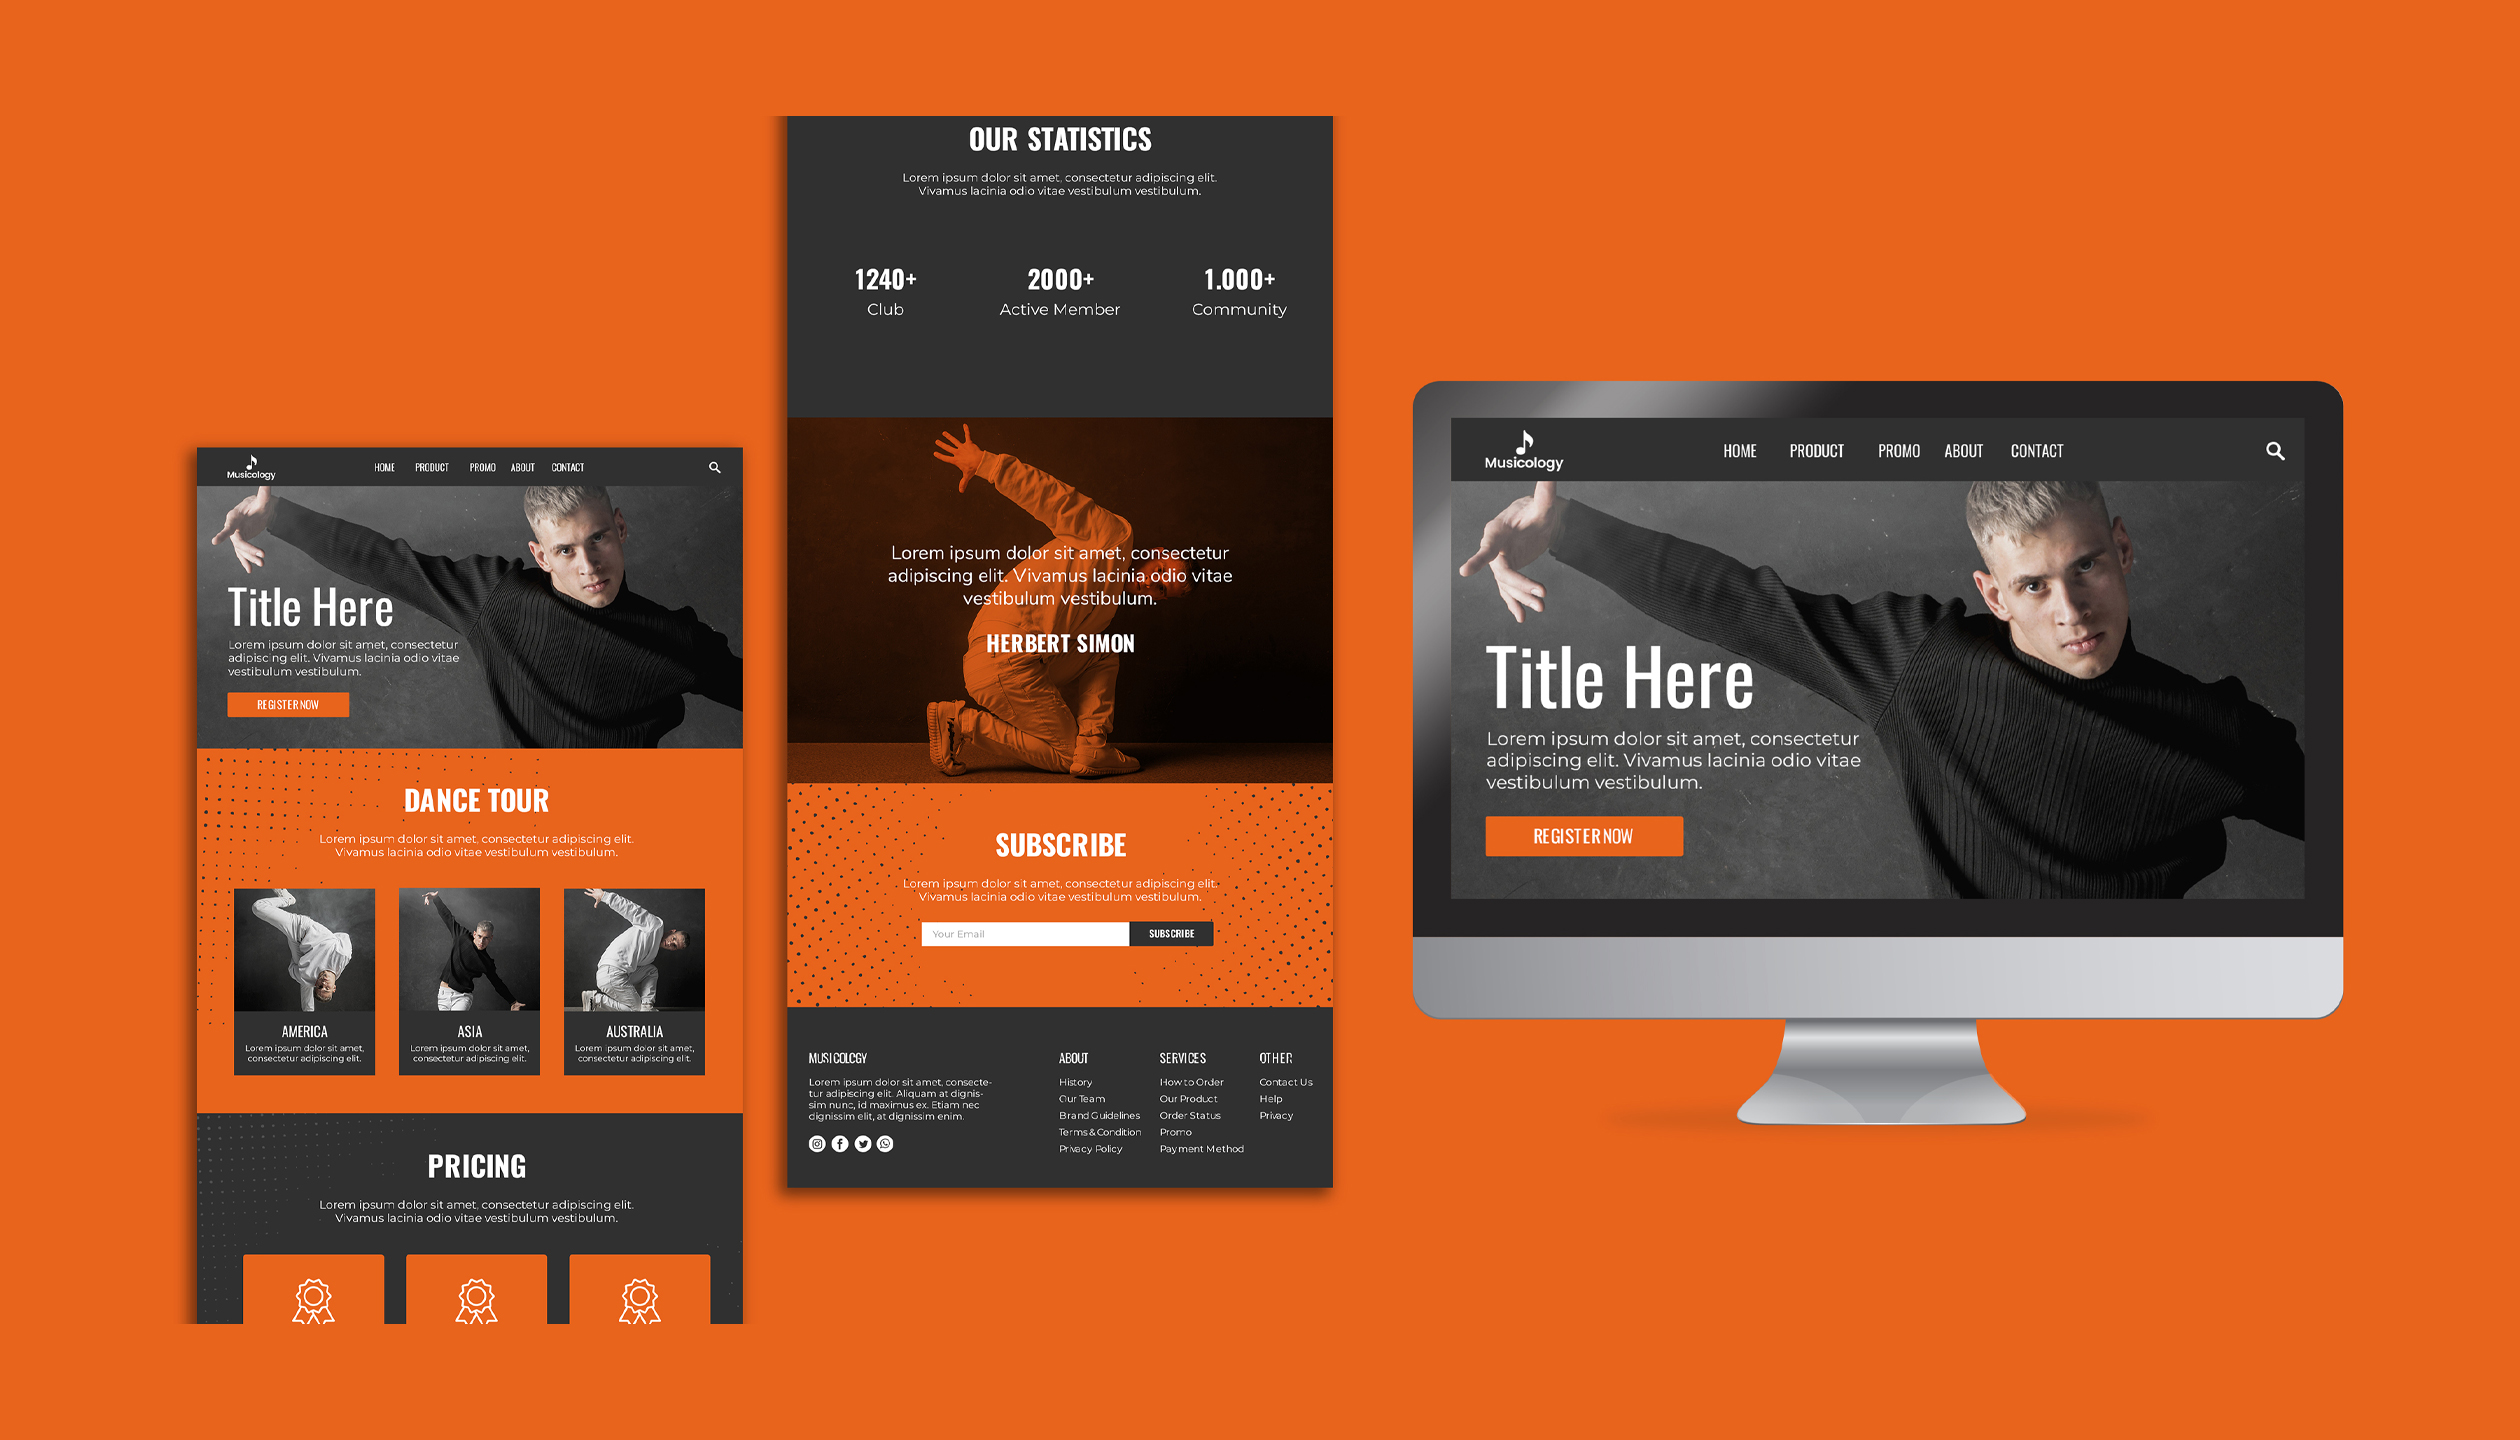 Musicology
HOME PRODUCT PROMO ABOUT CONTACT
Title Here
Lorem ipsum dolor sit amet, consectetur
adipiscing elit. Vivamus lacinia odio vitae
vestibulum vestibulum.
REGISTER NOW
DANCE TOUR
Lorem ipsum dolor sit amet, consectetur adipiscing elit.
Vivamus lacinia odio vitae vestibulum vestibulum.
AMERICA
Lorem ipsum dolor sit amet,
consectetur adipiscing elit.
ASIA
Lorem ipsum dolor sit amet,
consectetur adipiscing elit.
AUSTRALIA
Lorem ipsum dolor sit amet,
consectetur adipiscing elit.
PRICING
Lorem ipsum dolor sit amet, consectetur adipiscing elit.
Vivamus lacinia odio vitae vestibulum vestibulum.
OUR STATISTICS
Lorem ipsum dolor sit amet, consectetur adipiscing elit.
Vivamus lacinia odio vitae vestibulum vestibulum.
1240+
Club
2000+
Active Member
1.000+
Community
Lorem ipsum dolor sit amet, consectetur
adipiscing elit. Vivamus lacinia odio vitae
vestibulum vestibulum.
HERBERT SIMON
SUBSCRIBE
Lorem ipsum dolor sit amet, consectetur adipiscing elit.
Vivamus lacinia odio vitae vestibulum vestibulum.
Your Email
SUBSCRIBE
MUSICOLCGY
Lorem ipsum dolor sit amet, consecte-
tur adipiscing elit. Aliquam at dignis-
sim nunc, id maximus ex. Etiam nec
dignissim elit, at dignissim enim.
ABOUT
History
Our Team
Brand Guidelines
Terms & Condition
Privacy Policy
SERVICES
How to Order
Our Product
Order Status
Promo
Payment Method
OTHER
Contact Us
Help
Privacy
Musicology
HOME PRODUCT PROMO ABOUT CONTACT
Title Here
Lorem ipsum dolor sit amet, consectetur
adipiscing elit. Vivamus lacinia odio vitae
vestibulum vestibulum.
REGISTER NOW